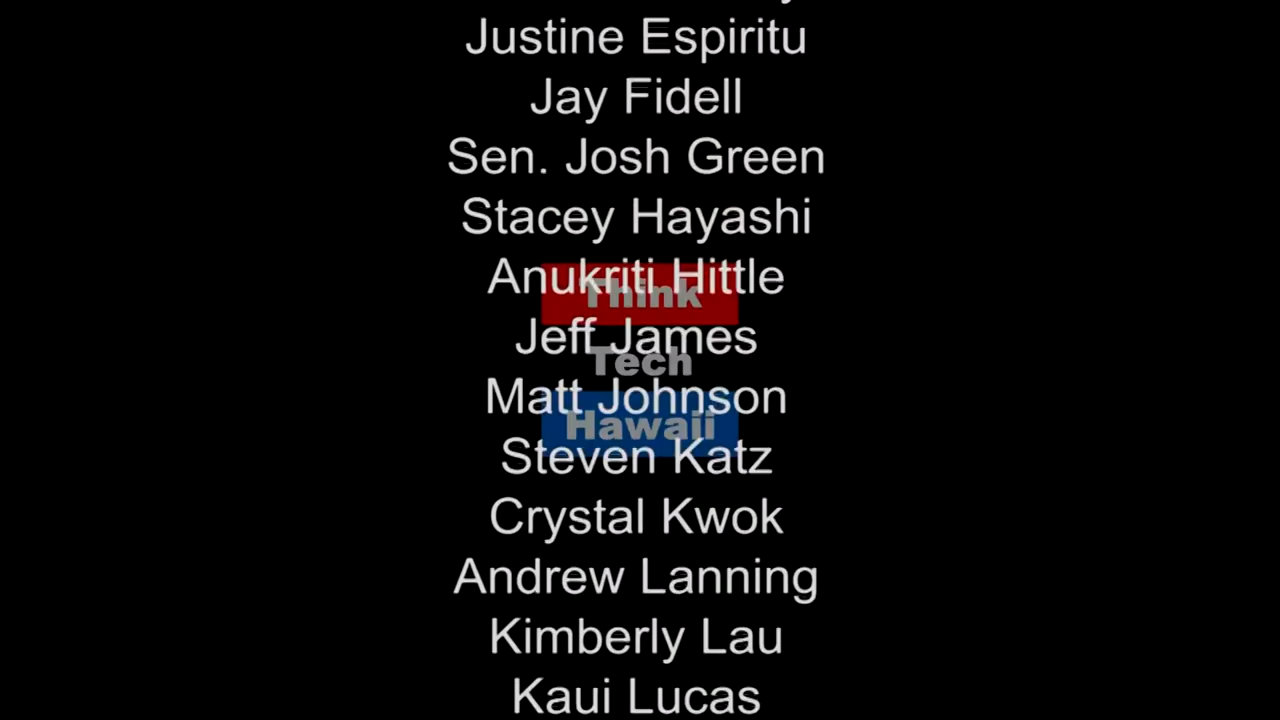 Justine Espiritu
Jay Fidell
Sen. Josh Green
Stacey Hayashi
Anukriti Hittle
Think
Jeff James
Tech
Matt Johnson
Hawaii
Steven Katz
Crystal Kwok
Andrew Lanning
Kimberly Lau
Kaui Lucas